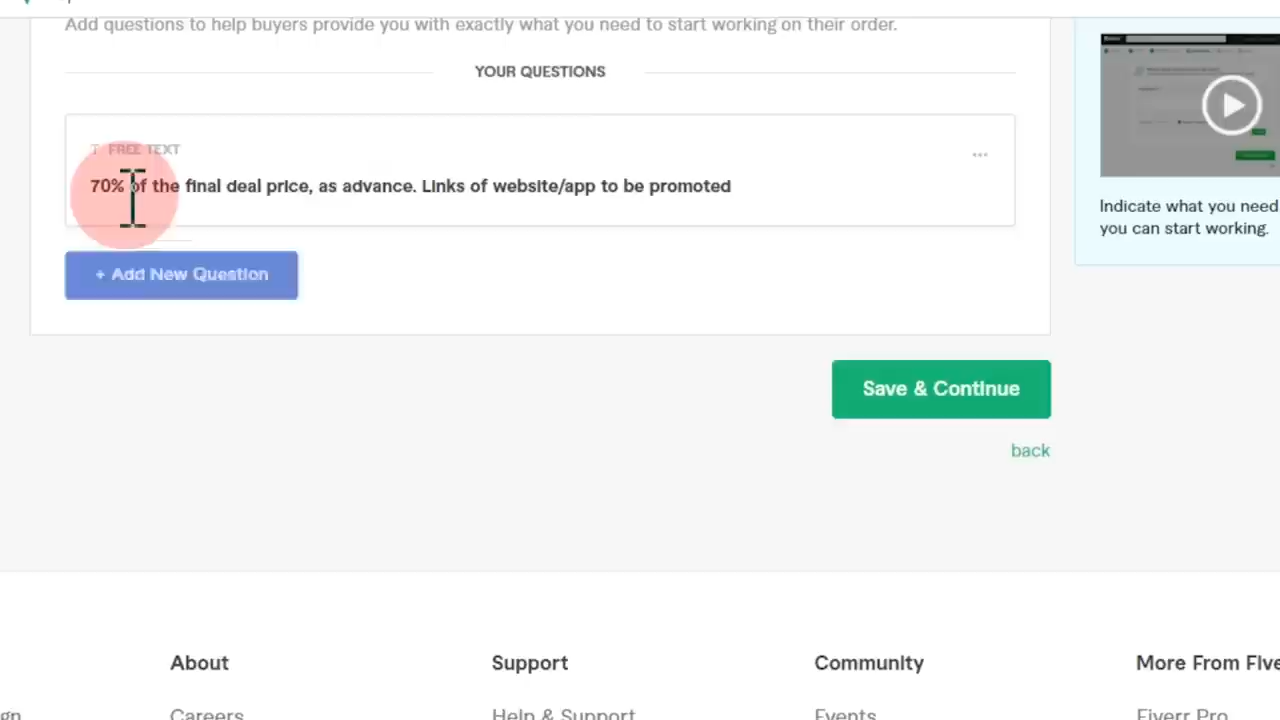 Add questions to help buyers provide you with exactly what you need to start working on their order.
YOUR QUESTIONS
T FREE TEXT
...
70% of the final deal price, as advance. Links of website/app to be promoted
+ Add New Question
Indicate what you need
you can start working.
Save & Continue
back
About
Support
Community
More From Five
Careers
Help & Support
Events
Fiverr Pro